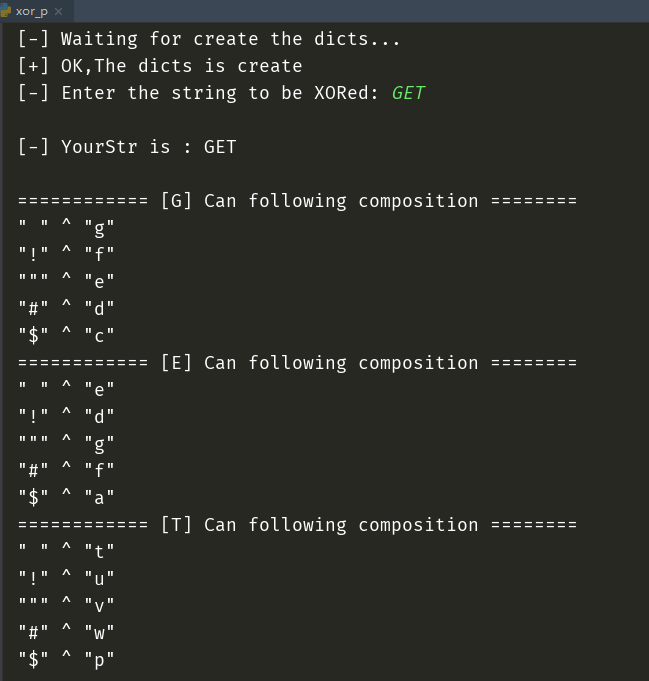 xor_p ×
[-] Waiting for create the dicts...
[+] OK,The dicts is create
[-] Enter the string to be XORed: GET
[-] YourStr is : GET
============ [G] Can following composition ========
" " ^ "g"
"!" ^ "f"
""" ^ "e"
"#" ^ "d"
"$" ^ "c"
============ [E] Can following composition ========
" " ^ "e"
"!" ^ "d"
""" ^ "g"
"#" ^ "f"
"$" ^ "a"
============ [T] Can following composition ========
" " ^ "t"
"!" ^ "u"
""" ^ "v"
"#" ^ "w"
"$" ^ "p"